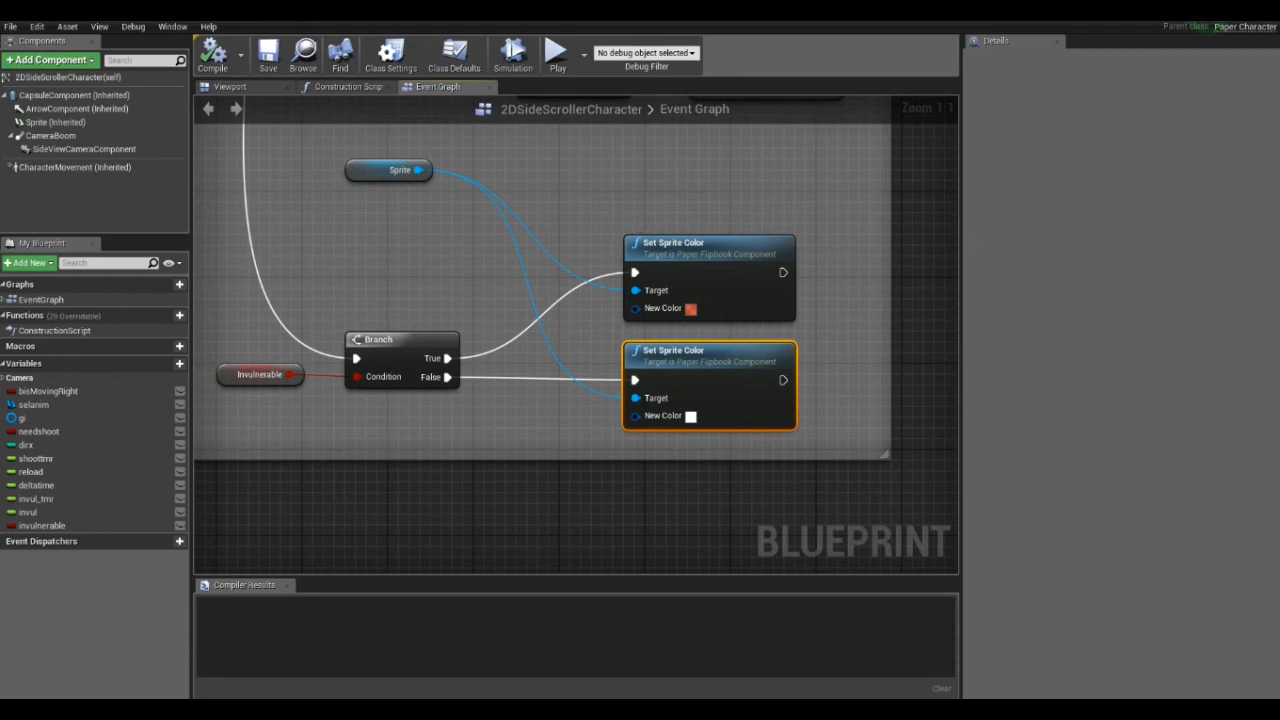 File Edit Asset View Debug Window Help
Parent class: Paper Character
Components
+ Add Component
Search
2DSideScrollerCharacter(self)
CapsuleComponent (Inherited)
ArrowComponent (Inherited)
Sprite (Inherited)
CameraBoom
SideViewCameraComponent
CharacterMovement (Inherited)
My Blueprint
+ Add New
Search
Graphs
EventGraph
Functions (29 Overridable)
ConstructionScript
Macros
Variables
Camera
bisMovingRight
selanim
gi
needshoot
dirx
shoottmr
reload
deltatime
invul_tmr
invul
invulnerable
Event Dispatchers
Compile
Save
Browse
Find
Class Settings
Class Defaults
Simulation
Play
No debug object selected
Debug Filter
Viewport
Construction Scrip
Event Graph
2DSideScrollerCharacter > Event Graph
Zoom 1:1
Sprite
Set Sprite Color
Target is Paper Flipbook Component
Target
New Color
Branch
True
Condition
False
Invulnerable
Set Sprite Color
Target is Paper Flipbook Component
Target
New Color
BLUEPRINT
Compiler Results
Clear
Details